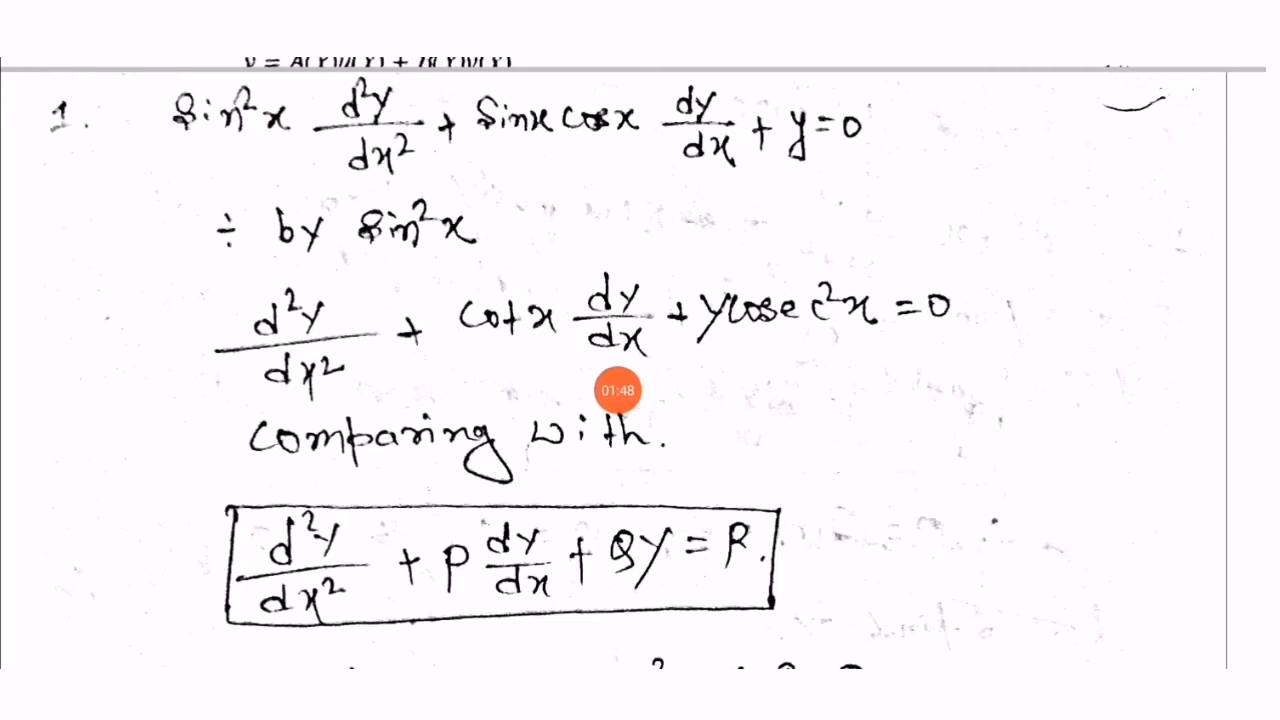 1. Sin²x d²y/dx² + Sinx cosx dy/dx + y = 0
÷ by Sin²x
d²y/dx² + cotx dy/dx + y cosec²x = 0
01:48
comparing with.
d²y/dx² + P dy/dx + Qy = R.